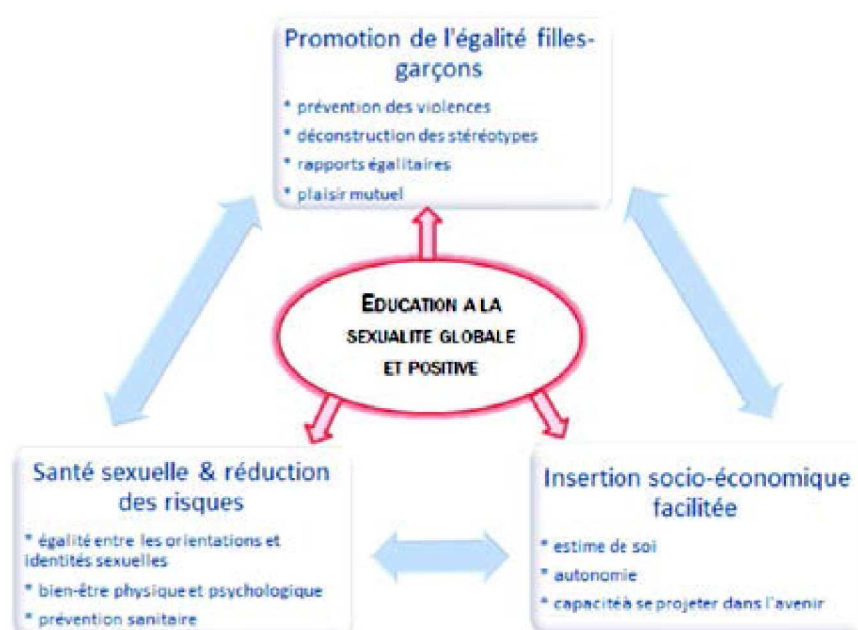 Promotion de l'égalité filles-
garçons
* prévention des violences
* déconstruction des stéréotypes
* rapports égalitaires
* plaisir mutuel
EDUCATION A LA
SEXUALITE GLOBALE
ET POSITIVE
Santé sexuelle & réduction
des risques
* égalité entre les orientations et
identités sexuelles
* bien-être physique et psychologique
* prévention sanitaire
Insertion socio-économique
facilitée
* estime de soi
* autonomie
* capacité à se projeter dans l'avenir